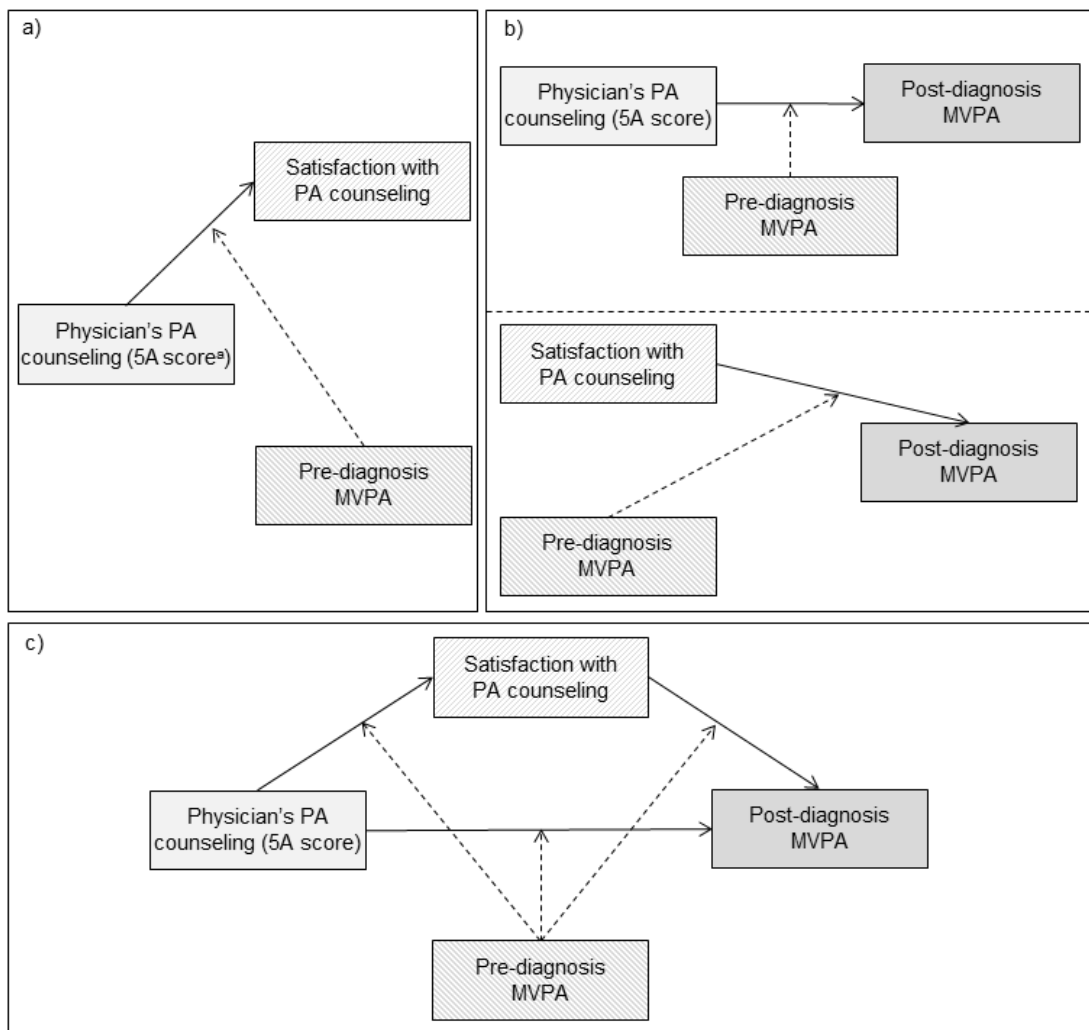 a)
Satisfaction with
PA counseling
Physician's PA
counseling (5A scoreᵃ)
Pre-diagnosis
MVPA
b)
Physician's PA
counseling (5A score)
Post-diagnosis
MVPA
Pre-diagnosis
MVPA
Satisfaction with
PA counseling
Post-diagnosis
MVPA
Pre-diagnosis
MVPA
c)
Satisfaction with
PA counseling
Physician's PA
counseling (5A score)
Post-diagnosis
MVPA
Pre-diagnosis
MVPA